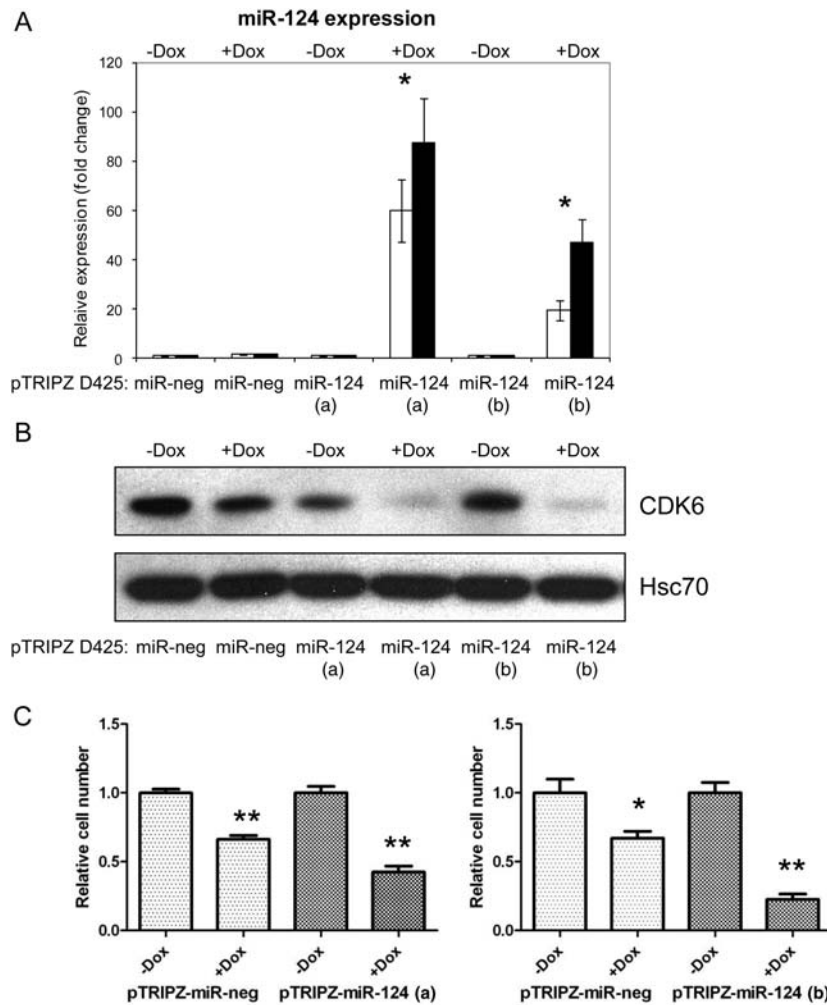 A
miR-124 expression
-Dox +Dox -Dox +Dox -Dox +Dox
Relaive expression (fold change)
120
100
80
60
40
20
0
* *
pTRIPZ D425: miR-neg miR-neg miR-124 miR-124 miR-124 miR-124
(a) (a) (b) (b)
B
-Dox +Dox -Dox +Dox -Dox +Dox
CDK6
Hsc70
pTRIPZ D425: miR-neg miR-neg miR-124 miR-124 miR-124 miR-124
(a) (a) (b) (b)
C
Relative cell number
1.5
1.0
0.5
0.0
** **
-Dox +Dox -Dox +Dox
pTRIPZ-miR-neg pTRIPZ-miR-124 (a)
Relative cell number
1.5
1.0
0.5
0.0
* **
-Dox +Dox -Dox +Dox
pTRIPZ-miR-neg pTRIPZ-miR-124 (b)